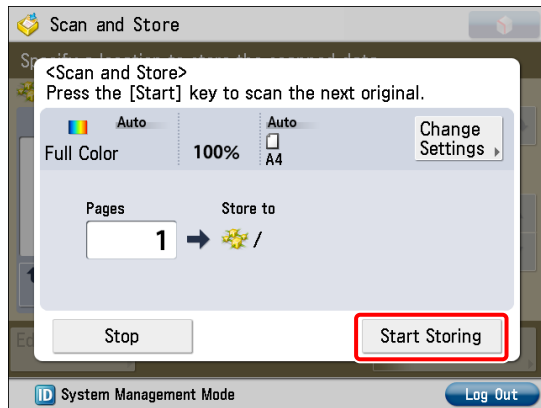 Scan and Store
<Scan and Store>
Press the [Start] key to scan the next original.
Auto
Full Color
100%
Auto
A4
Change
Settings
Pages
Store to
1
/
Stop
Start Storing
System Management Mode
Log Out